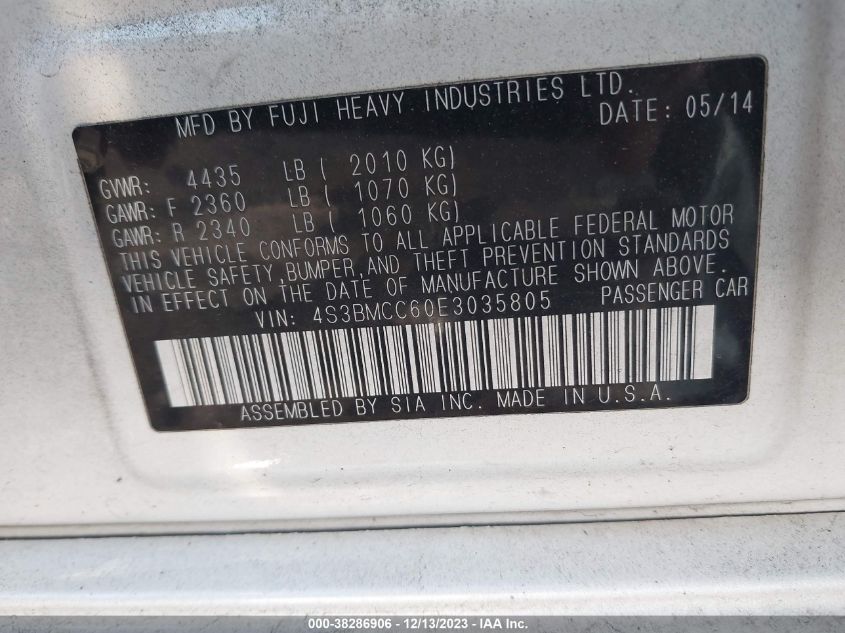 MFD BY FUJI HEAVY INDUSTRIES LTD.
DATE: 05/14
GVWR: 4435 LB ( 2010 KG)
GAWR: F 2360 LB ( 1070 KG)
GAWR: R 2340 LB ( 1060 KG)
THIS VEHICLE CONFORMS TO ALL APPLICABLE FEDERAL MOTOR
VEHICLE SAFETY, BUMPER, AND THEFT PREVENTION STANDARDS
IN EFFECT ON THE DATE OF MANUFACTURE SHOWN ABOVE.
VIN: 4S3BMCC60E3035805 PASSENGER CAR
ASSEMBLED BY SIA INC. MADE IN U.S.A.
000-38286906 - 12/13/2023 - IAA Inc.